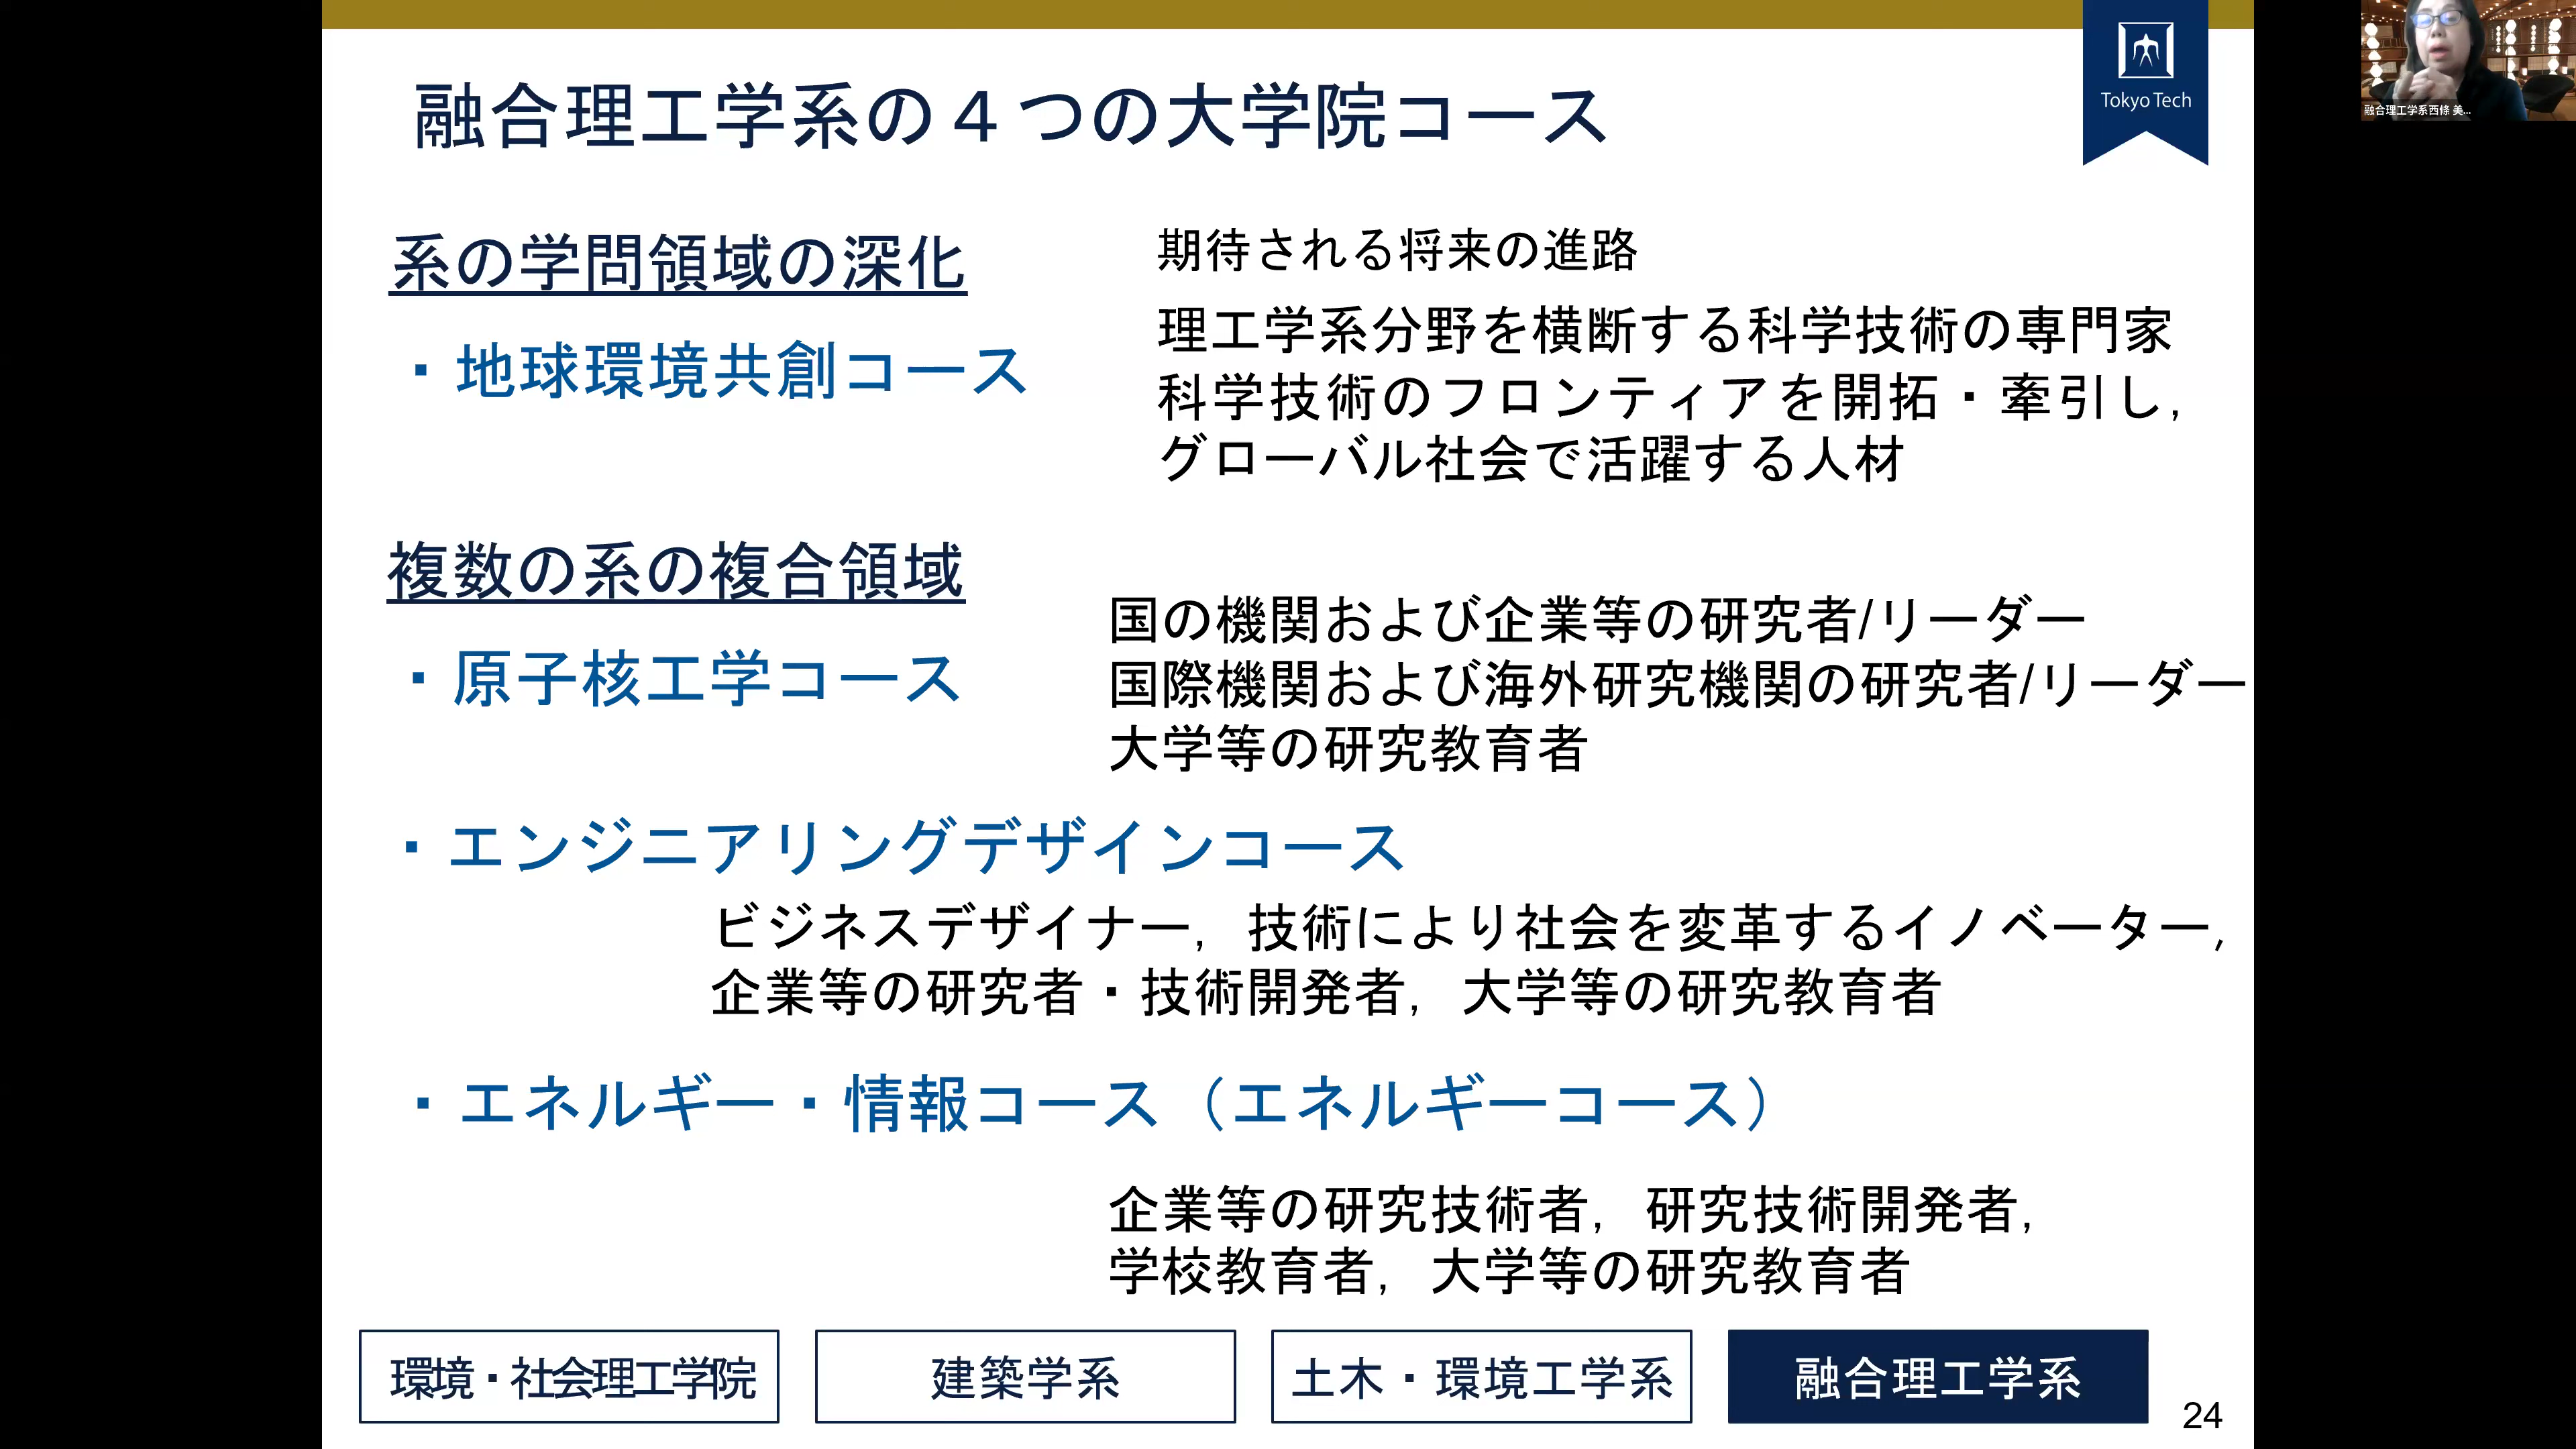 融合理工学系の４つの大学院コース
Tokyo Tech
融合理工学系西條 美...
系の学問領域の深化
期待される将来の進路
・地球環境共創コース
理工学系分野を横断する科学技術の専門家
科学技術のフロンティアを開拓・牽引し,
グローバル社会で活躍する人材
複数の系の複合領域
・原子核工学コース
国の機関および企業等の研究者/リーダー
国際機関および海外研究機関の研究者/リーダー
大学等の研究教育者
・エンジニアリングデザインコース
ビジネスデザイナー, 技術により社会を変革するイノベーター,
企業等の研究者・技術開発者, 大学等の研究教育者
・エネルギー・情報コース（エネルギーコース）
企業等の研究技術者, 研究技術開発者,
学校教育者, 大学等の研究教育者
環境・社会理工学院
建築学系
土木・環境工学系
融合理工学系
24